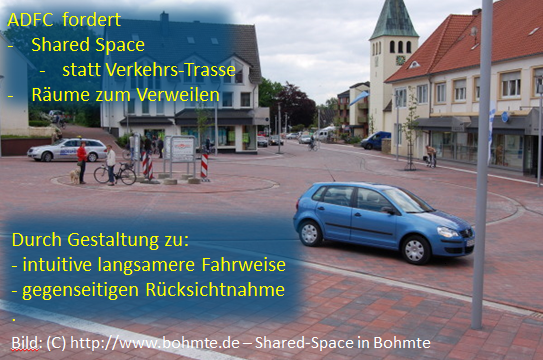 ADFC fordert
- Shared Space
- statt Verkehrs-Trasse
- Räume zum Verweilen
Durch Gestaltung zu:
- intuitive langsamere Fahrweise
- gegenseitigen Rücksichtnahme
.
Bild: (C) http://www.bohmte.de – Shared-Space in Bohmte